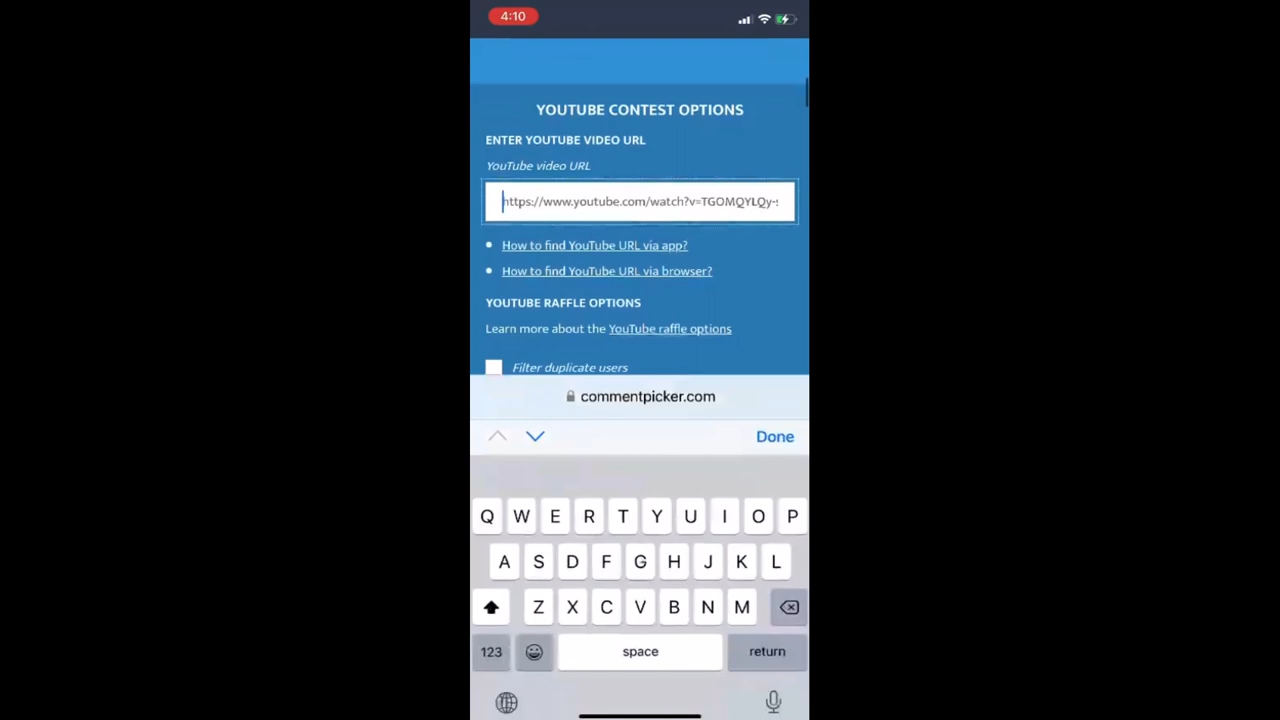 4:10
YOUTUBE CONTEST OPTIONS
ENTER YOUTUBE VIDEO URL
YouTube video URL
https://www.youtube.com/watch?v=TGOMQYLQy-s
How to find YouTube URL via app?
How to find YouTube URL via browser?
YOUTUBE RAFFLE OPTIONS
Learn more about the YouTube raffle options
Filter duplicate users
commentpicker.com
Done
Q W E R T Y U I O P
A S D F G H J K L
Z X C V B N M
123 space return